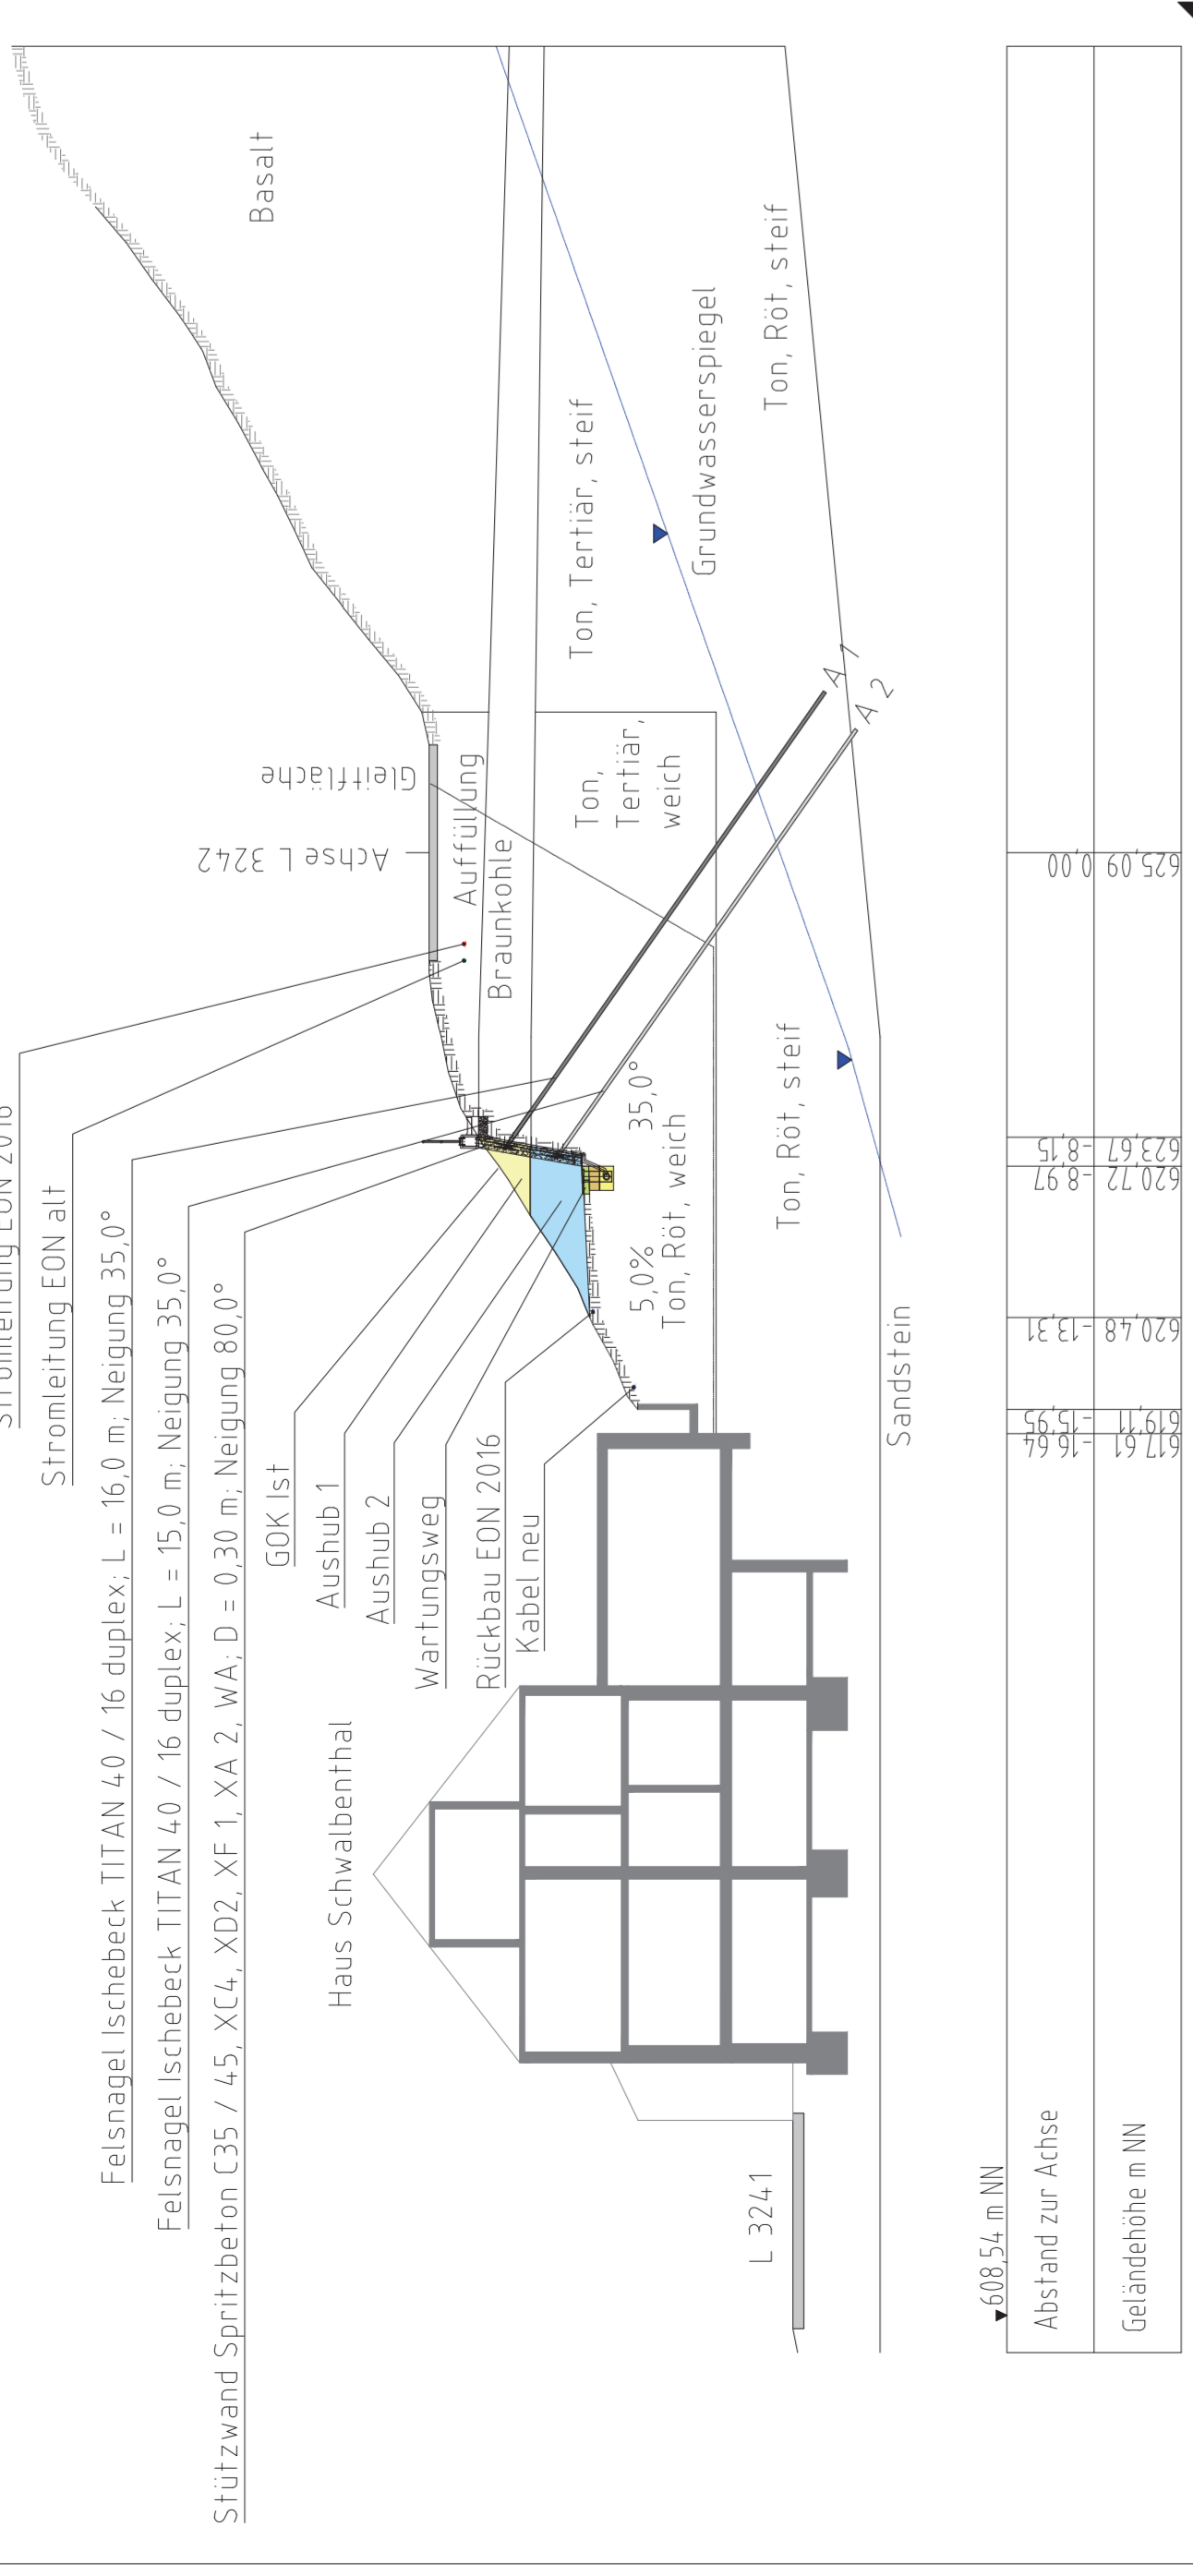 Stromleitung EON 2016
Stromleitung EON alt
Felsnagel Ischebeck TITAN 40 / 16 duplex; L = 16,0 m; Neigung 35,0°
Felsnagel Ischebeck TITAN 40 / 16 duplex; L = 15,0 m; Neigung 35,0°
Stützwand Spritzbeton C35 / 45, XC4, XD2, XF 1, XA 2, WA; D = 0,30 m; Neigung 80,0°
GOK Ist
Aushub 1
Aushub 2
Wartungsweg
Rückbau EON 2016
Kabel neu
Haus Schwalbenthal
L 3241
Basalt
Achse L 3242
Gleitfläche
Auffüllung
Braunkohle
Ton, Tertiär, steif
Ton,
Tertiär,
weich
Grundwasserspiegel
Ton, Röt, steif
A 1
A 2
35,0°
5,0%
Ton, Röt, weich
Ton, Röt, steif
Sandstein
608,54 m NN
Abstand zur Achse
-16,64
-15,95
-13,31
-8,97
-8,15
0,00
Geländehöhe m NN
617,61
619,11
620,48
620,72
623,67
625,09